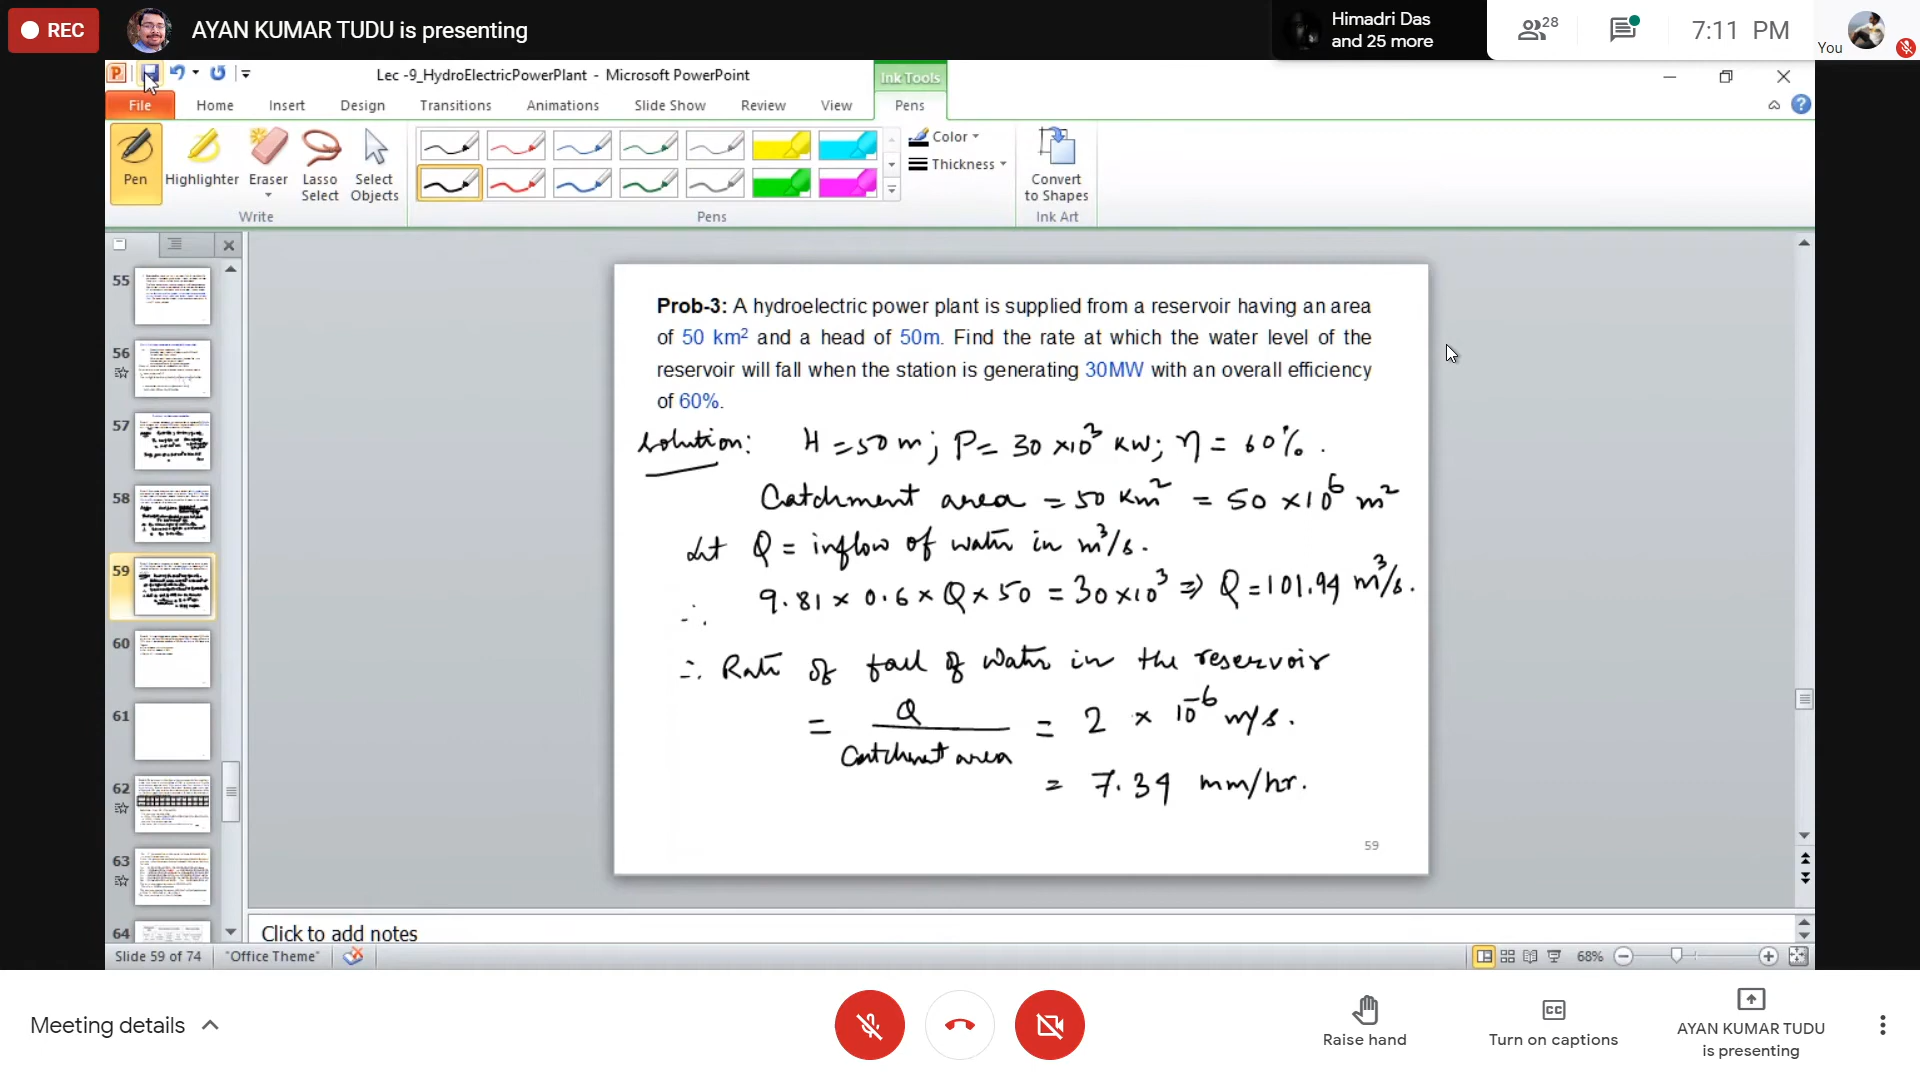 REC
AYAN KUMAR TUDU is presenting
Himadri Das
and 25 more
28
7:11 PM
You
Lec -9_HydroElectricPowerPlant - Microsoft PowerPoint
Ink Tools
File Home Insert Design Transitions Animations Slide Show Review View Pens
Pen Highlighter Eraser Lasso Select Select Objects
Color
Thickness
Convert to Shapes
Write Pens Ink Art
55
56
57
58
59
60
61
62
63
64
Prob-3: A hydroelectric power plant is supplied from a reservoir having an area
of 50 km² and a head of 50m. Find the rate at which the water level of the
reservoir will fall when the station is generating 30MW with an overall efficiency
of 60%.
Solution: H = 50 m; P = 30 ×10³ KW; η = 60%.
Catchment area = 50 Km² = 50 ×10⁶ m²
Let Q = inflow of water in m³/s.
∴ 9.81 × 0.6 × Q × 50 = 30×10³ ⇒ Q = 101.94 m³/s.
∴ Rate of fall of water in the reservoir
= Q / Catchment area = 2 × 10⁻⁶ m/s.
= 7.34 mm/hr.
59
Click to add notes
Slide 59 of 74 "Office Theme" 68%
Meeting details
Raise hand
Turn on captions
AYAN KUMAR TUDU
is presenting